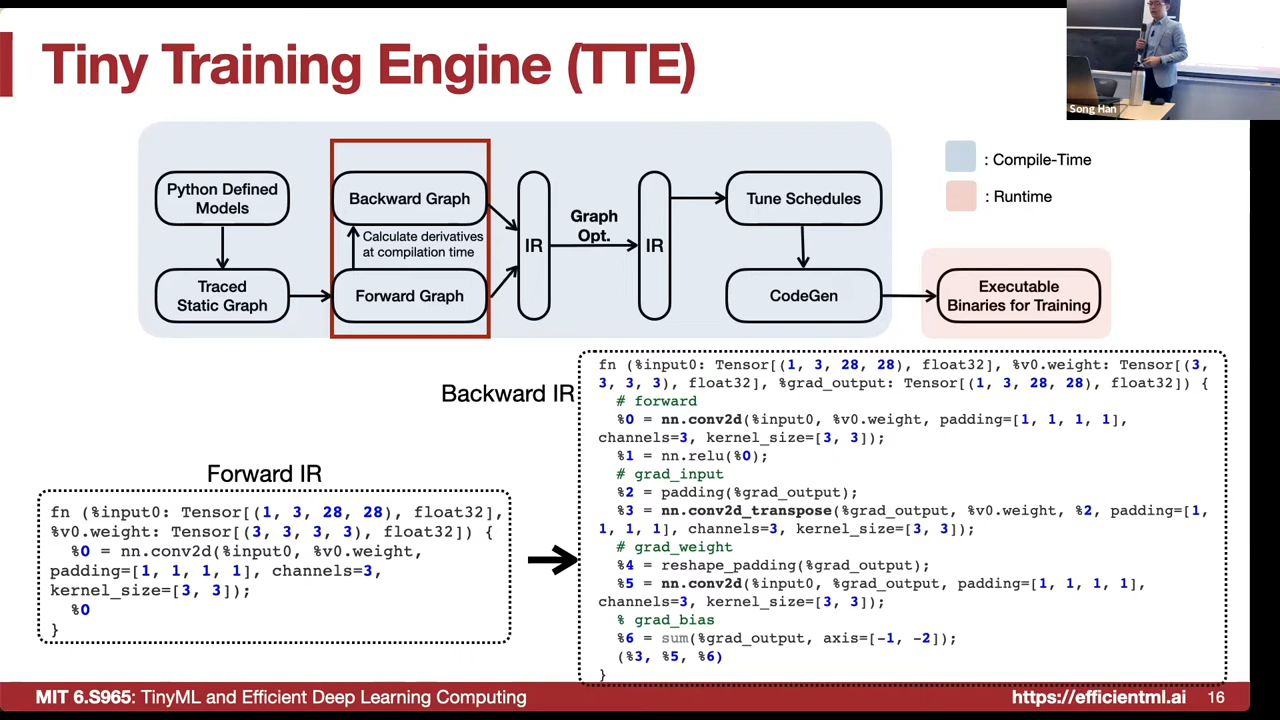 Tiny Training Engine (TTE)
Song Han
Python Defined
Models
Traced
Static Graph
Backward Graph
Calculate derivatives
at compilation time
Forward Graph
IR
Graph
Opt.
IR
Tune Schedules
CodeGen
Executable
Binaries for Training
: Compile-Time
: Runtime
Forward IR
fn (%input0: Tensor[(1, 3, 28, 28), float32],
%v0.weight: Tensor[(3, 3, 3, 3), float32]) {
%0 = nn.conv2d(%input0, %v0.weight,
padding=[1, 1, 1, 1], channels=3,
kernel_size=[3, 3]);
%0
}
Backward IR
fn (%input0: Tensor[(1, 3, 28, 28), float32], %v0.weight: Tensor[(3,
3, 3, 3), float32], %grad_output: Tensor[(1, 3, 28, 28), float32]) {
# forward
%0 = nn.conv2d(%input0, %v0.weight, padding=[1, 1, 1, 1],
channels=3, kernel_size=[3, 3]);
%1 = nn.relu(%0);
# grad_input
%2 = padding(%grad_output);
%3 = nn.conv2d_transpose(%grad_output, %v0.weight, %2, padding=[1,
1, 1, 1], channels=3, kernel_size=[3, 3]);
# grad_weight
%4 = reshape_padding(%grad_output);
%5 = nn.conv2d(%input0, %grad_output, padding=[1, 1, 1, 1],
channels=3, kernel_size=[3, 3]);
% grad_bias
%6 = sum(%grad_output, axis=[-1, -2]);
(%3, %5, %6)
}
MIT 6.S965: TinyML and Efficient Deep Learning Computing
https://efficientml.ai
16